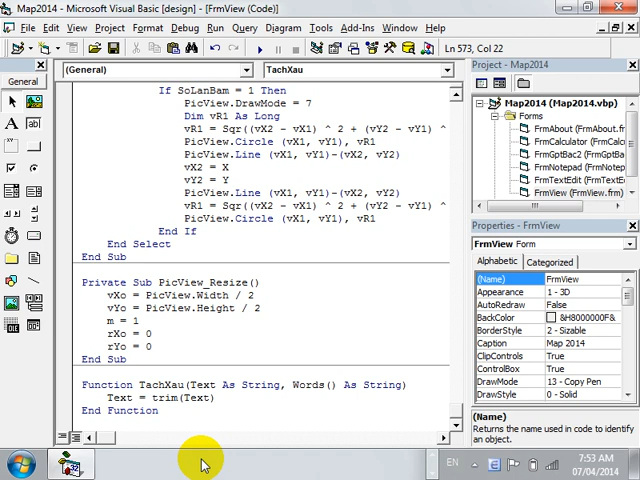 Map2014 - Microsoft Visual Basic [design] - [FrmView (Code)]
File Edit View Project Format Debug Run Query Diagram Tools Add-Ins Window Help
Ln 573, Col 22
General
(General) TachXau
If SoLanBam = 1 Then
PicView.DrawMode = 7
Dim vR1 As Long
vR1 = Sqr((vX2 - vX1) ^ 2 + (vY2 - vY1) ^
PicView.Circle (vX1, vY1), vR1
PicView.Line (vX1, vY1)-(vX2, vY2)
vX2 = X
vY2 = Y
PicView.Line (vX1, vY1)-(vX2, vY2)
vR1 = Sqr((vX2 - vX1) ^ 2 + (vY2 - vY1) ^
PicView.Circle (vX1, vY1), vR1
End If
End Select
End Sub
Private Sub PicView_Resize()
vXo = PicView.Width / 2
vYo = PicView.Height / 2
m = 1
rXo = 0
rYo = 0
End Sub
Function TachXau(Text As String, Words() As String)
Text = trim(Text)
End Function
Project - Map2014
Map2014 (Map2014.vbp)
Forms
FrmAbout (FrmAbout.fr
FrmCalculator (FrmCalc
FrmGptBac2 (FrmGptB
FrmNotepad (FrmNote
FrmTextEdit (FrmTextE
FrmView (FrmView.frm)
Properties - FrmView
FrmView Form
Alphabetic Categorized
(Name) FrmView
Appearance 1 - 3D
AutoRedraw False
BackColor &H8000000F&
BorderStyle 2 - Sizable
Caption Map 2014
ClipControls True
ControlBox True
DrawMode 13 - Copy Pen
DrawStyle 0 - Solid
(Name)
Returns the name used in code to identify
an object.
EN
7:53 AM
07/04/2014